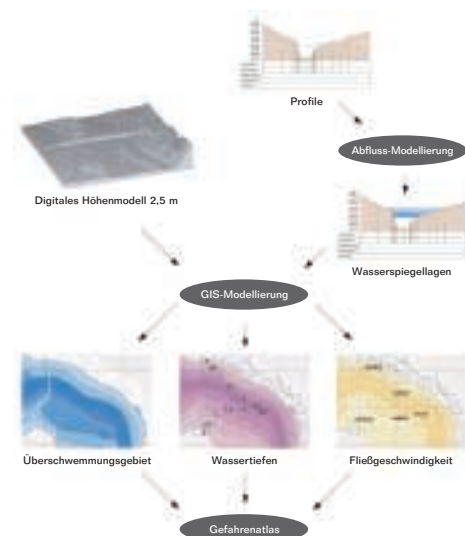 Profile
Abfluss-Modellierung
Digitales Höhenmodell 2,5 m
Wasserspiegellagen
GIS-Modellierung
Überschwemmungsgebiet
Wassertiefen
Fließgeschwindigkeit
Gefahrenatlas